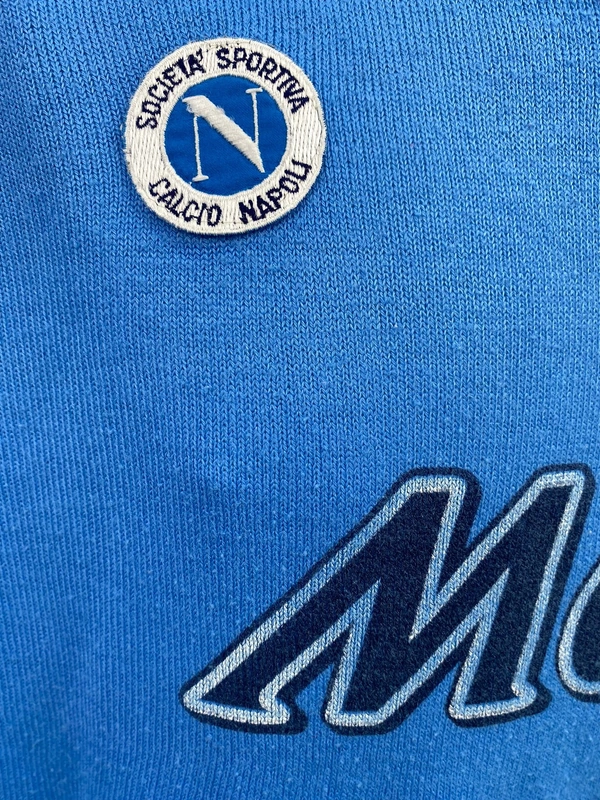 SOCIETA' SPORTIVA
N
CALCIO NAPOLI
M